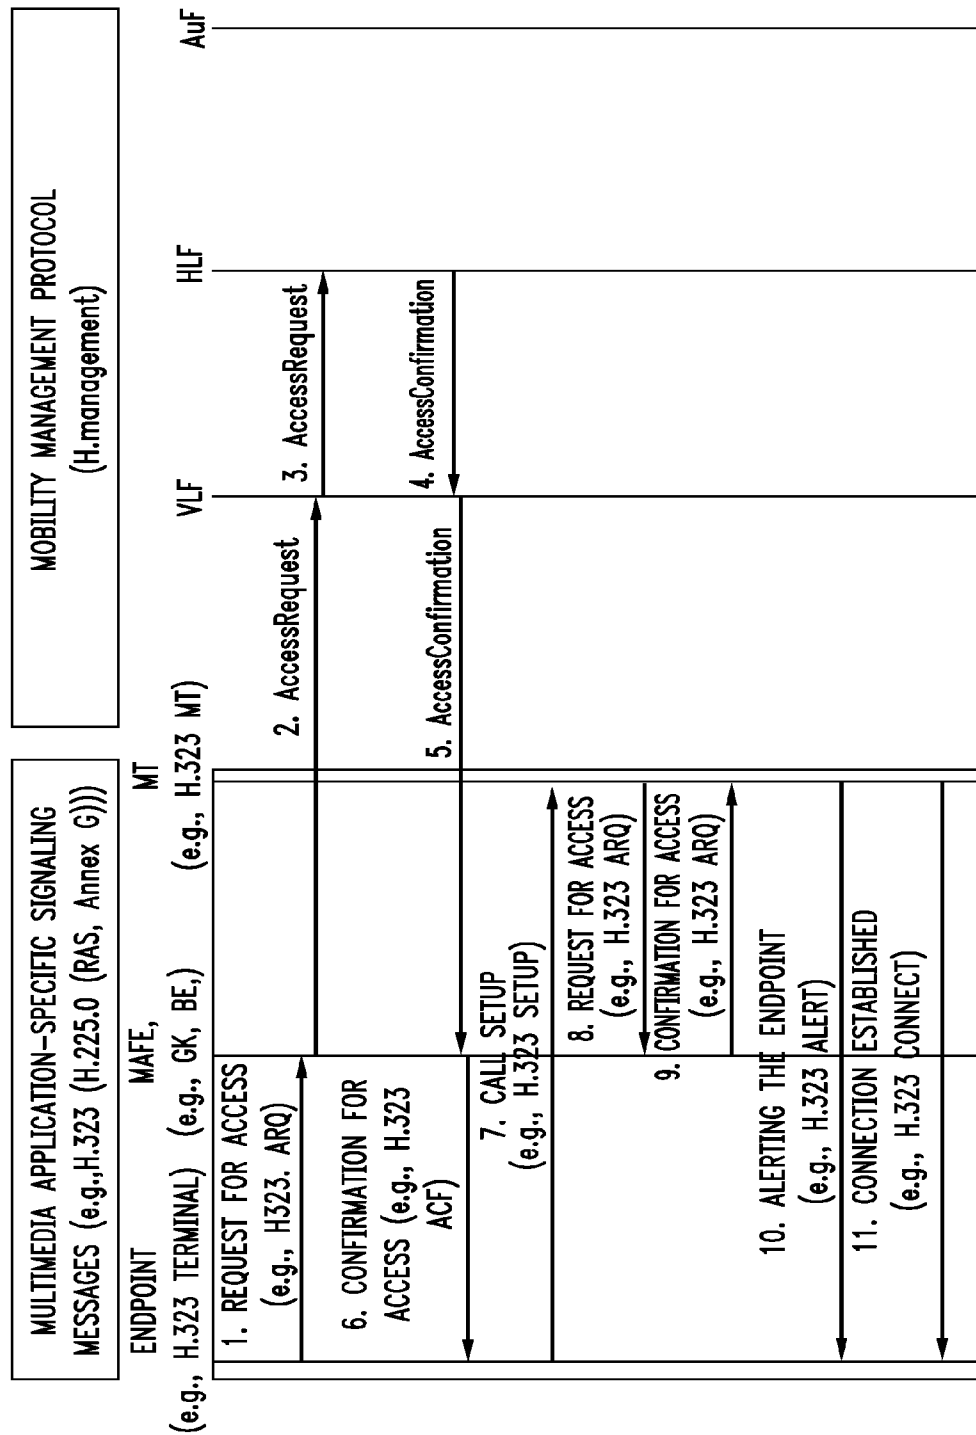 MULTIMEDIA APPLICATION-SPECIFIC SIGNALING
MESSAGES (e.g.,H.323 (H.225.0 (RAS, Annex G)))
MOBILITY MANAGEMENT PROTOCOL
(H.management)
ENDPOINT
(e.g., H.323 TERMINAL)
MAFE,
(e.g., GK, BE,)
MT
(e.g., H.323 MT)
VLF
HLF
AuF
1. REQUEST FOR ACCESS
(e.g., H323. ARQ)
2. AccessRequest
3. AccessRequest
4. AccessConfirmation
5. AccessConfirmation
6. CONFIRMATION FOR
ACCESS (e.g., H.323
ACF)
7. CALL SETUP
(e.g., H.323 SETUP)
8. REQUEST FOR ACCESS
(e.g., H.323 ARQ)
9. CONFIRMATION FOR ACCESS
(e.g., H.323 ARQ)
10. ALERTING THE ENDPOINT
(e.g., H.323 ALERT)
11. CONNECTION ESTABLISHED
(e.g., H.323 CONNECT)